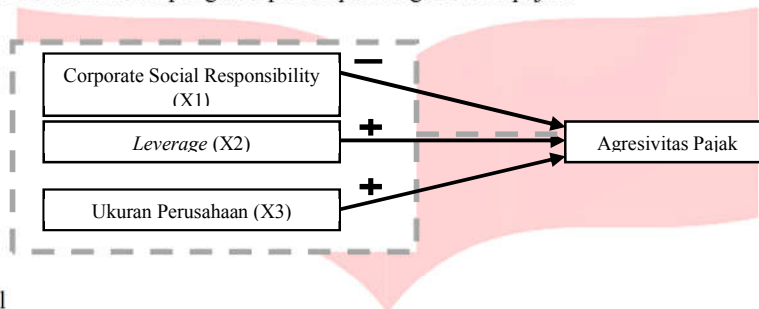 Corporate Social Responsibility
(X1)
Leverage (X2)
Ukuran Perusahaan (X3)
Agresivitas Pajak
−
+
+
l